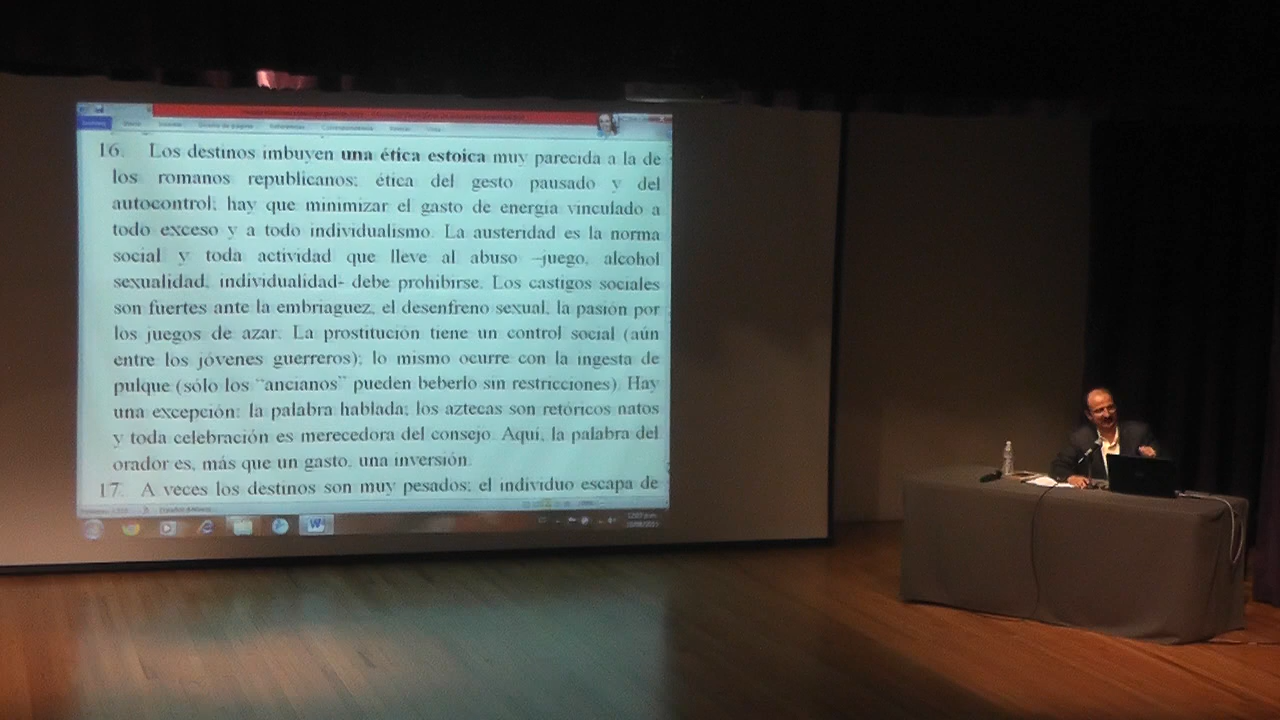 16. Los destinos imbuyen una ética estoica muy parecida a la de
los romanos republicanos; ética del gesto pausado y del
autocontrol; hay que minimizar el gasto de energía vinculado a
todo exceso y a todo individualismo. La austeridad es la norma
social y toda actividad que lleve al abuso –juego, alcohol
sexualidad, individualidad- debe prohibirse. Los castigos sociales
son fuertes ante la embriaguez, el desenfreno sexual, la pasión por
los juegos de azar. La prostitución tiene un control social (aún
entre los jóvenes guerreros); lo mismo ocurre con la ingesta de
pulque (sólo los “ancianos” pueden beberlo sin restricciones). Hay
una excepción: la palabra hablada; los aztecas son retóricos natos
y toda celebración es merecedora del consejo. Aquí, la palabra del
orador es, más que un gasto, una inversión.
17. A veces los destinos son muy pesados; el individuo escapa de